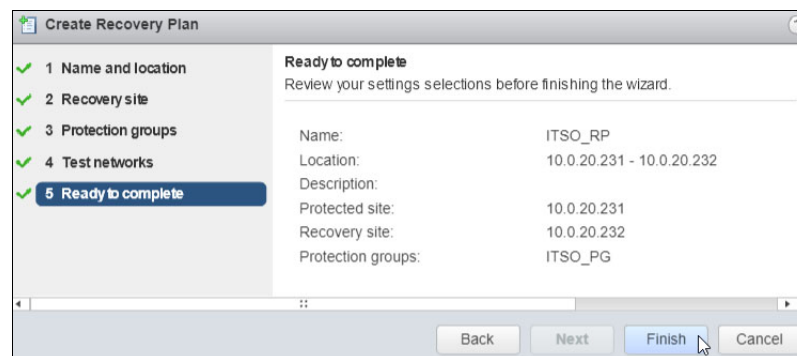 Create Recovery Plan
1 Name and location
2 Recovery site
3 Protection groups
4 Test networks
5 Ready to complete
Ready to complete
Review your settings selections before finishing the wizard.
Name: ITSO_RP
Location: 10.0.20.231 - 10.0.20.232
Description:
Protected site: 10.0.20.231
Recovery site: 10.0.20.232
Protection groups: ITSO_PG
Back Next Finish Cancel